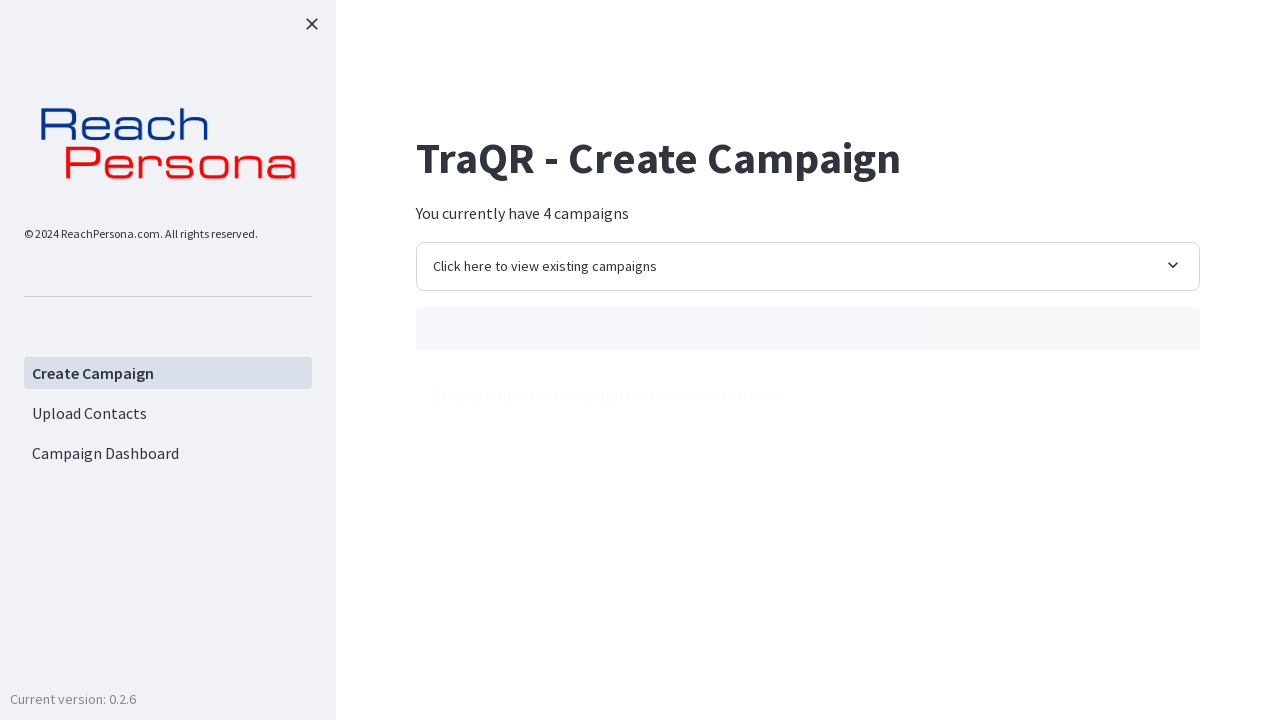 Reach
Persona
© 2024 ReachPersona.com. All rights reserved.
Create Campaign
Upload Contacts
Campaign Dashboard
Current version: 0.2.6
TraQR - Create Campaign
You currently have 4 campaigns
Click here to view existing campaigns